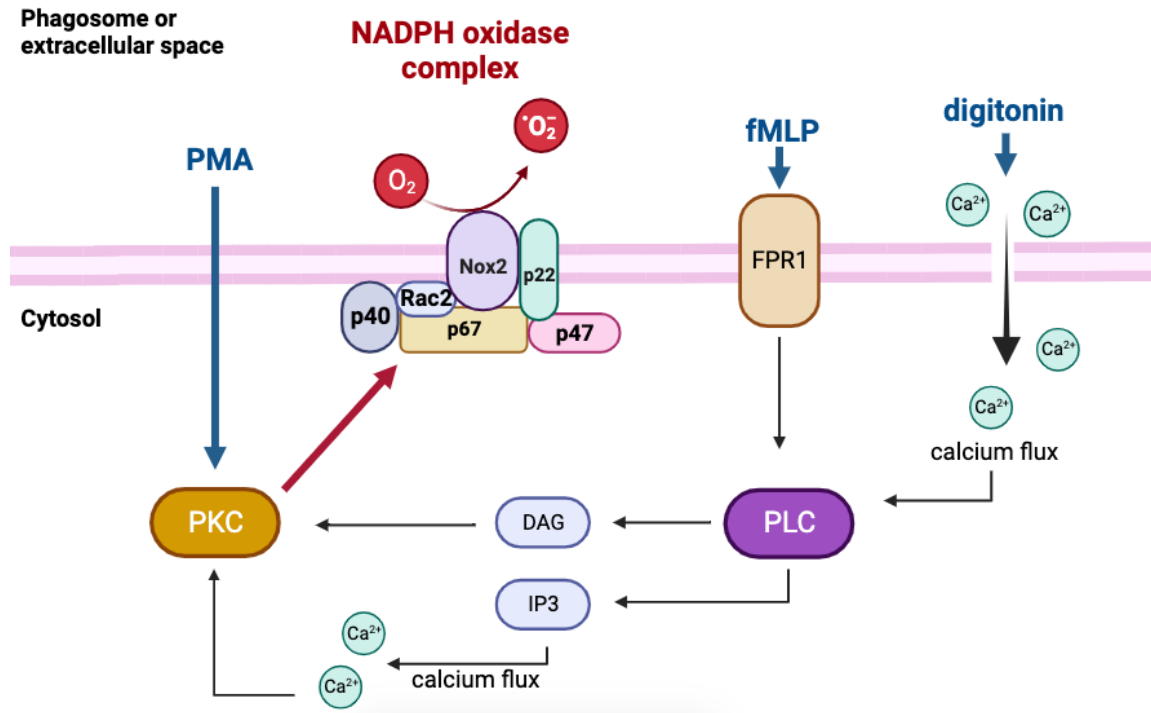 Phagosome or
extracellular space
NADPH oxidase
complex
PMA
fMLP
digitonin
O₂
•O₂⁻
Ca²⁺
Ca²⁺
Nox2
p22
FPR1
Rac2
p40
p67
p47
Cytosol
Ca²⁺
Ca²⁺
calcium flux
PKC
DAG
PLC
IP3
Ca²⁺
Ca²⁺
calcium flux